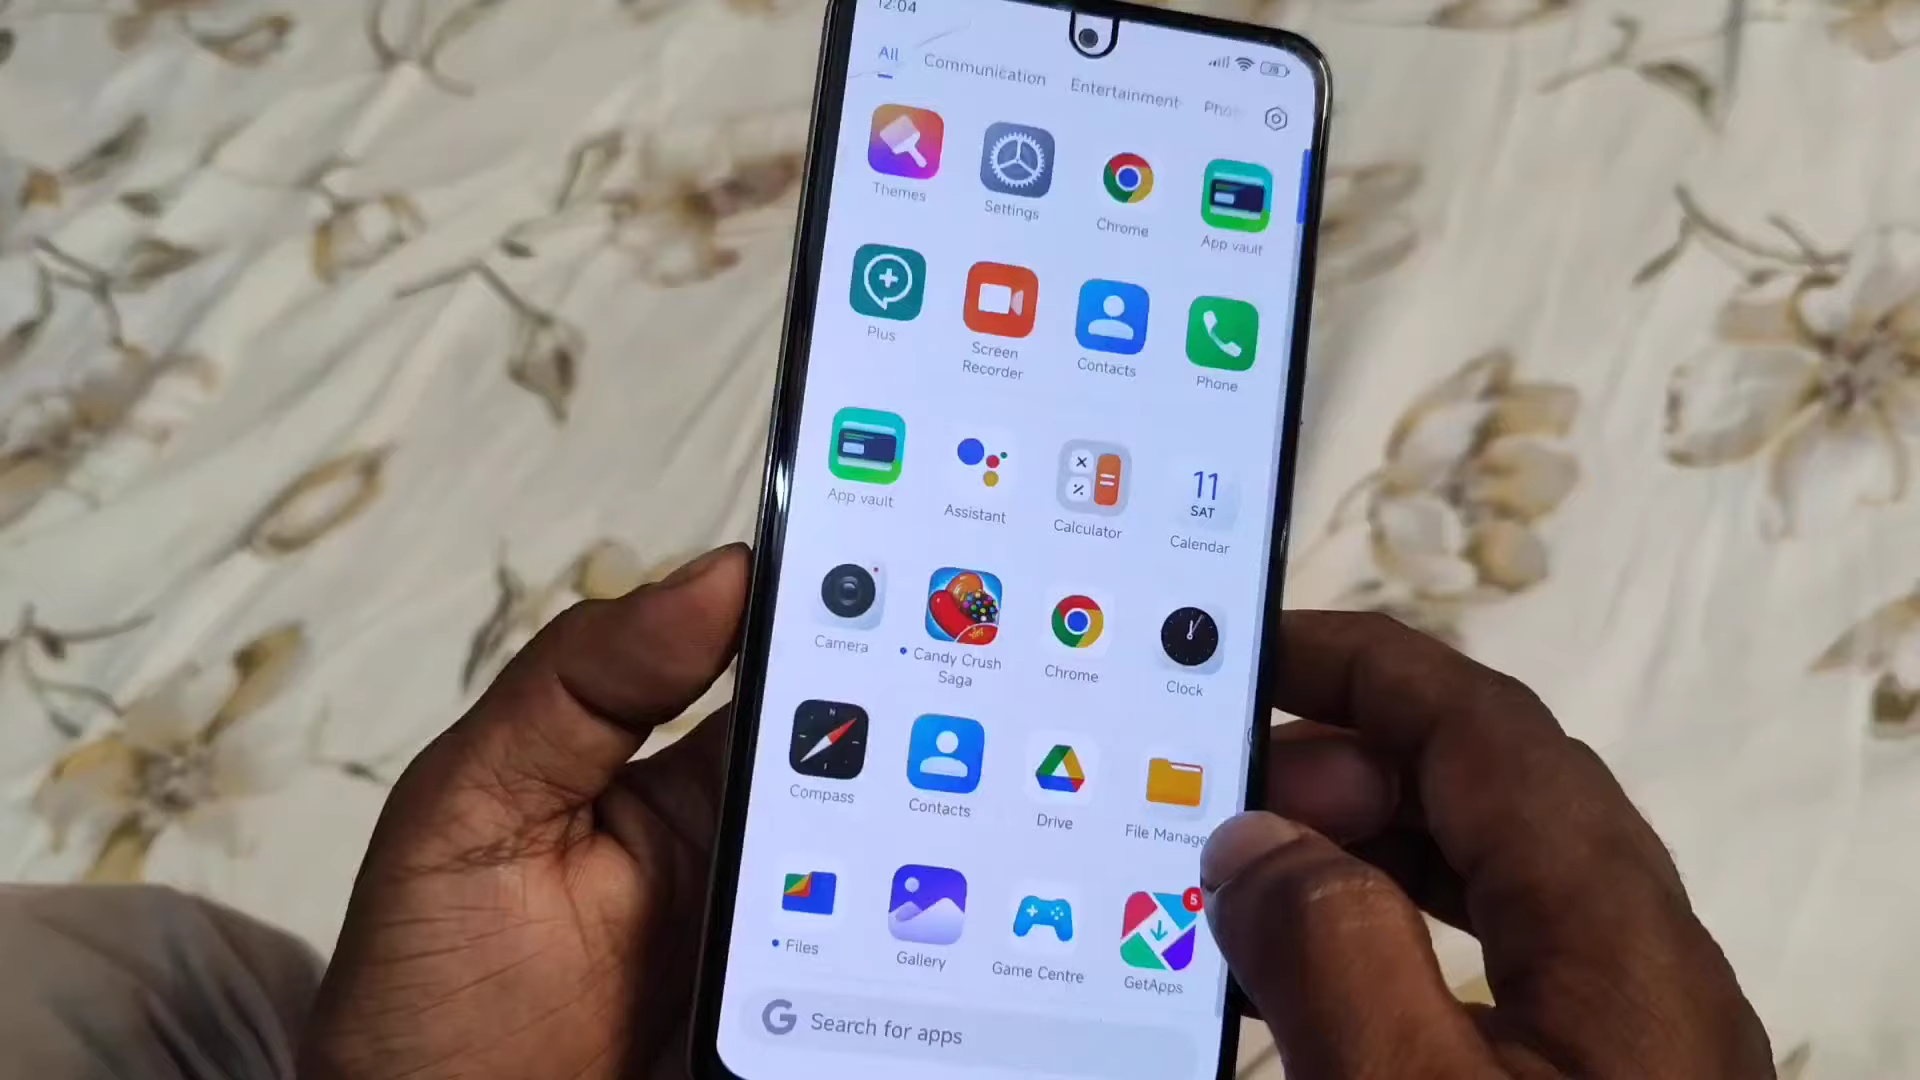 12:04
All Communication Entertainment Pho
Themes Settings Chrome App vault
Plus Screen Recorder Contacts Phone
11
SAT
App vault Assistant Calculator Calendar
Camera Candy Crush Saga Chrome Clock
N
Compass Contacts Drive File Manage
5
Files Gallery Game Centre GetApps
G Search for apps